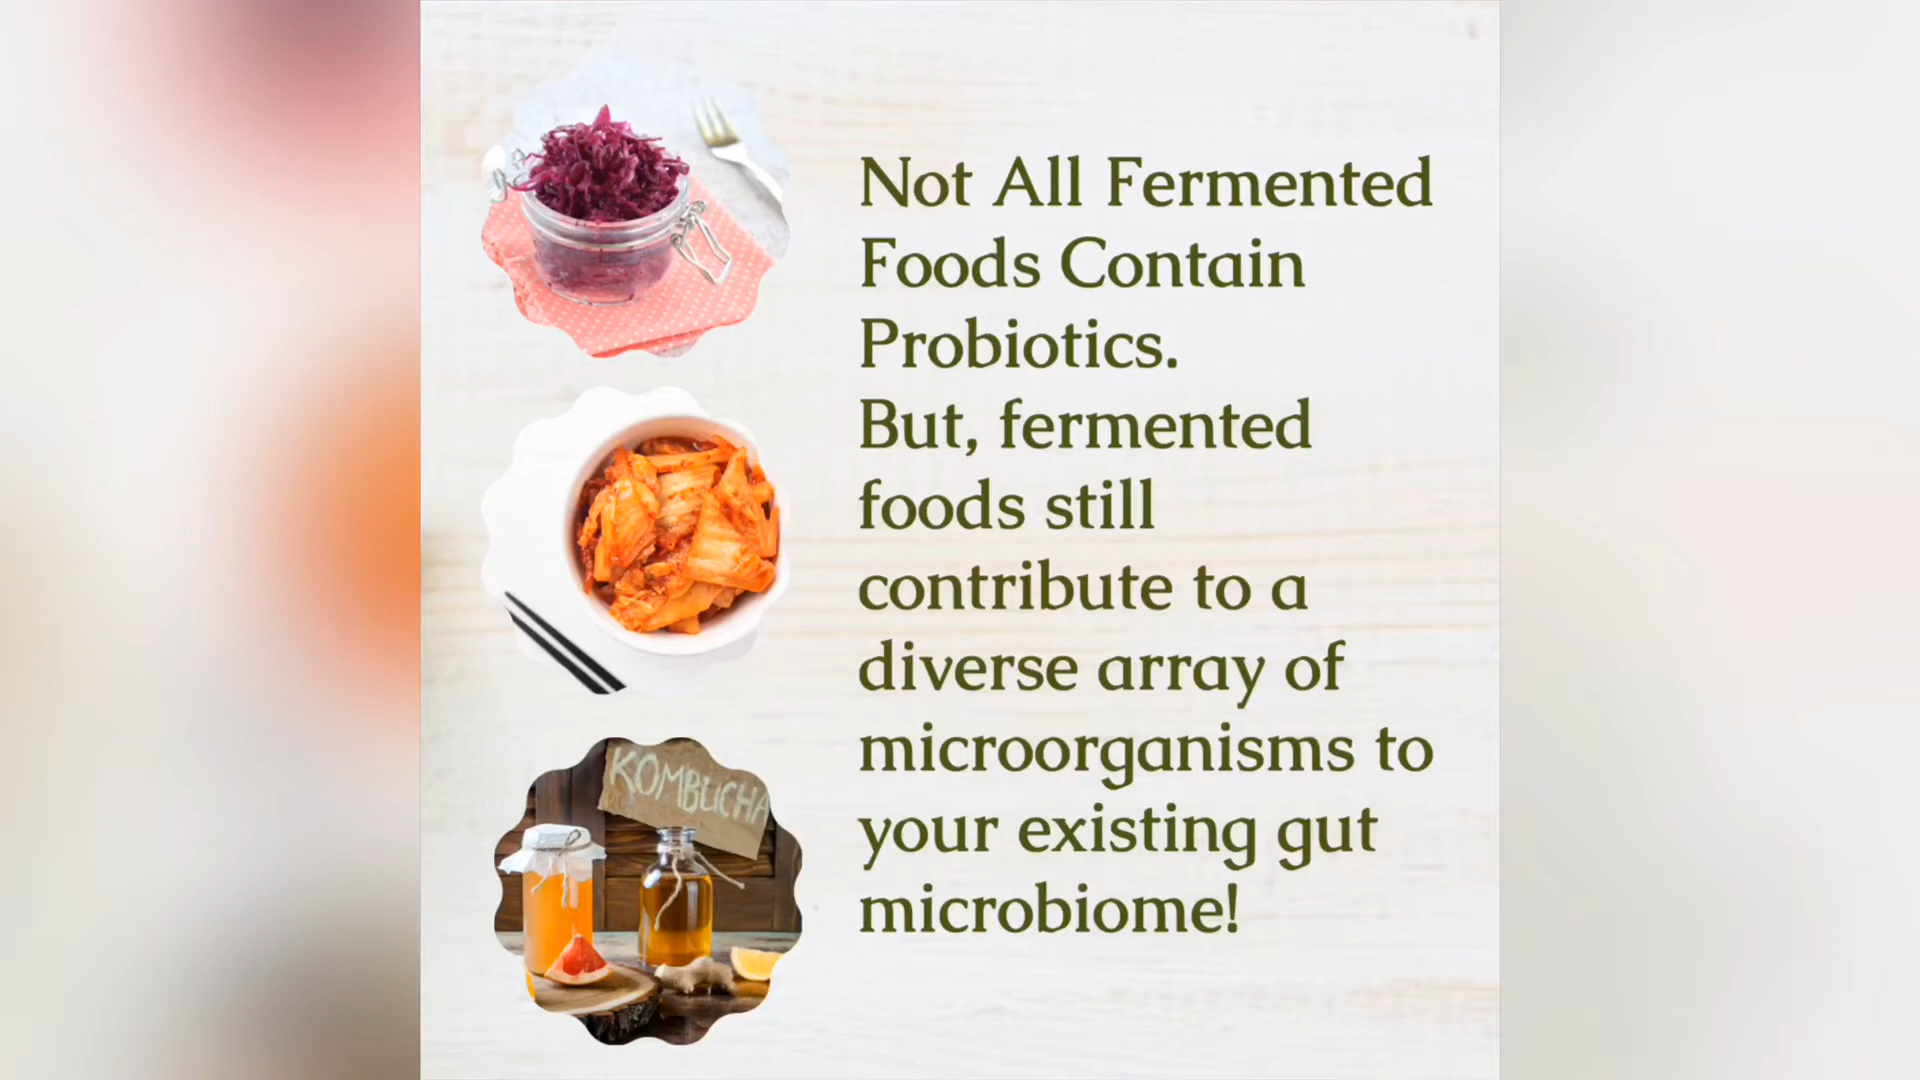 Not All Fermented
Foods Contain
Probiotics.
But, fermented
foods still
contribute to a
diverse array of
microorganisms to
your existing gut
microbiome!
KOMBUCHA